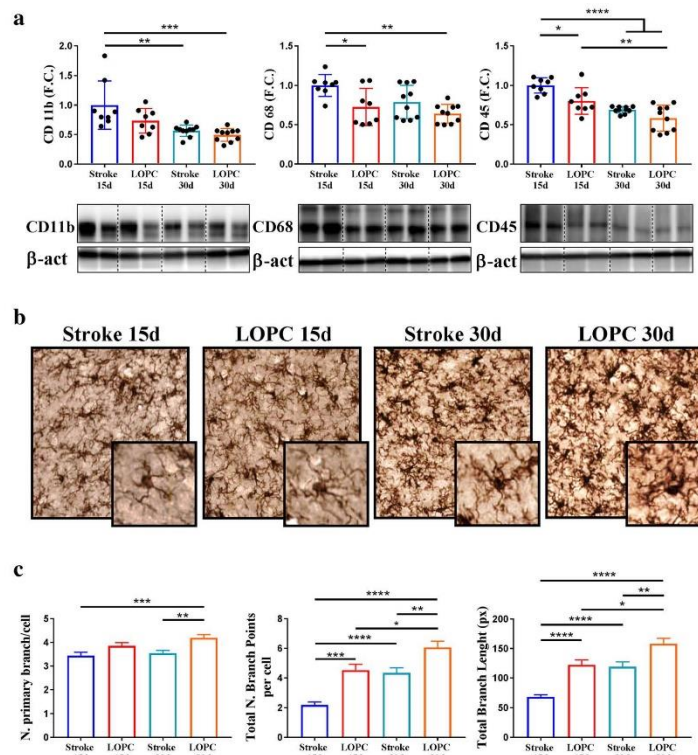 a
CD 11b (F.C.)
2.0
1.5
1.0
0.5
0.0
***
**
Stroke 15d
LOPC 15d
Stroke 30d
LOPC 30d
CD 68 (F.C.)
2.0
1.5
1.0
0.5
0.0
**
*
Stroke 15d
LOPC 15d
Stroke 30d
LOPC 30d
CD 45 (F.C.)
2.0
1.5
1.0
0.5
0.0
****
*
**
Stroke 15d
LOPC 15d
Stroke 30d
LOPC 30d
CD11b
β-act
CD68
β-act
CD45
β-act
b
Stroke 15d
LOPC 15d
Stroke 30d
LOPC 30d
c
N. primary branch/cell
5
4
3
2
1
0
***
**
Stroke
LOPC
Stroke
LOPC
Total N. Branch Points
per cell
8
6
4
2
0
****
**
*
****
***
Stroke
LOPC
Stroke
LOPC
Total Branch Lenght (px)
200
150
100
50
0
****
**
*
****
****
Stroke
LOPC
Stroke
LOPC